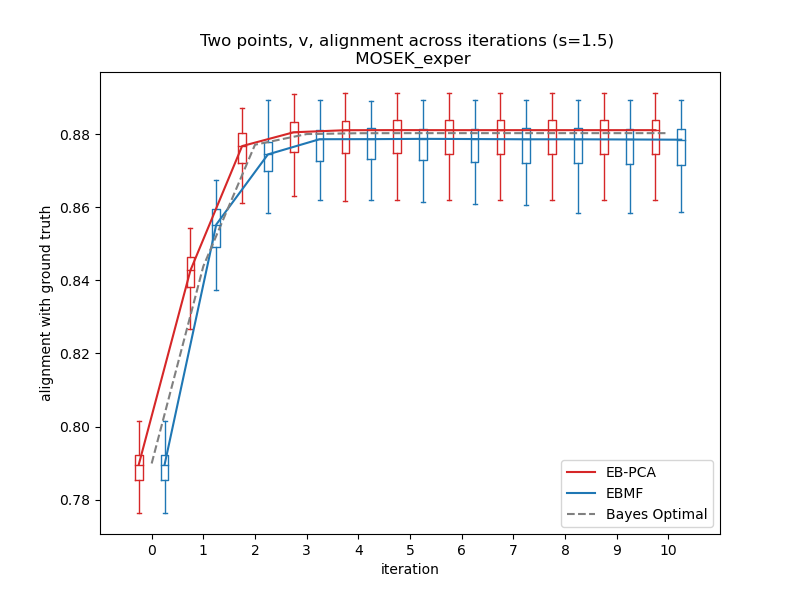 Two points, v, alignment across iterations (s=1.5)
MOSEK_exper
alignment with ground truth
0.88
0.86
0.84
0.82
0.80
0.78
EB-PCA
EBMF
Bayes Optimal
0 1 2 3 4 5 6 7 8 9 10
iteration